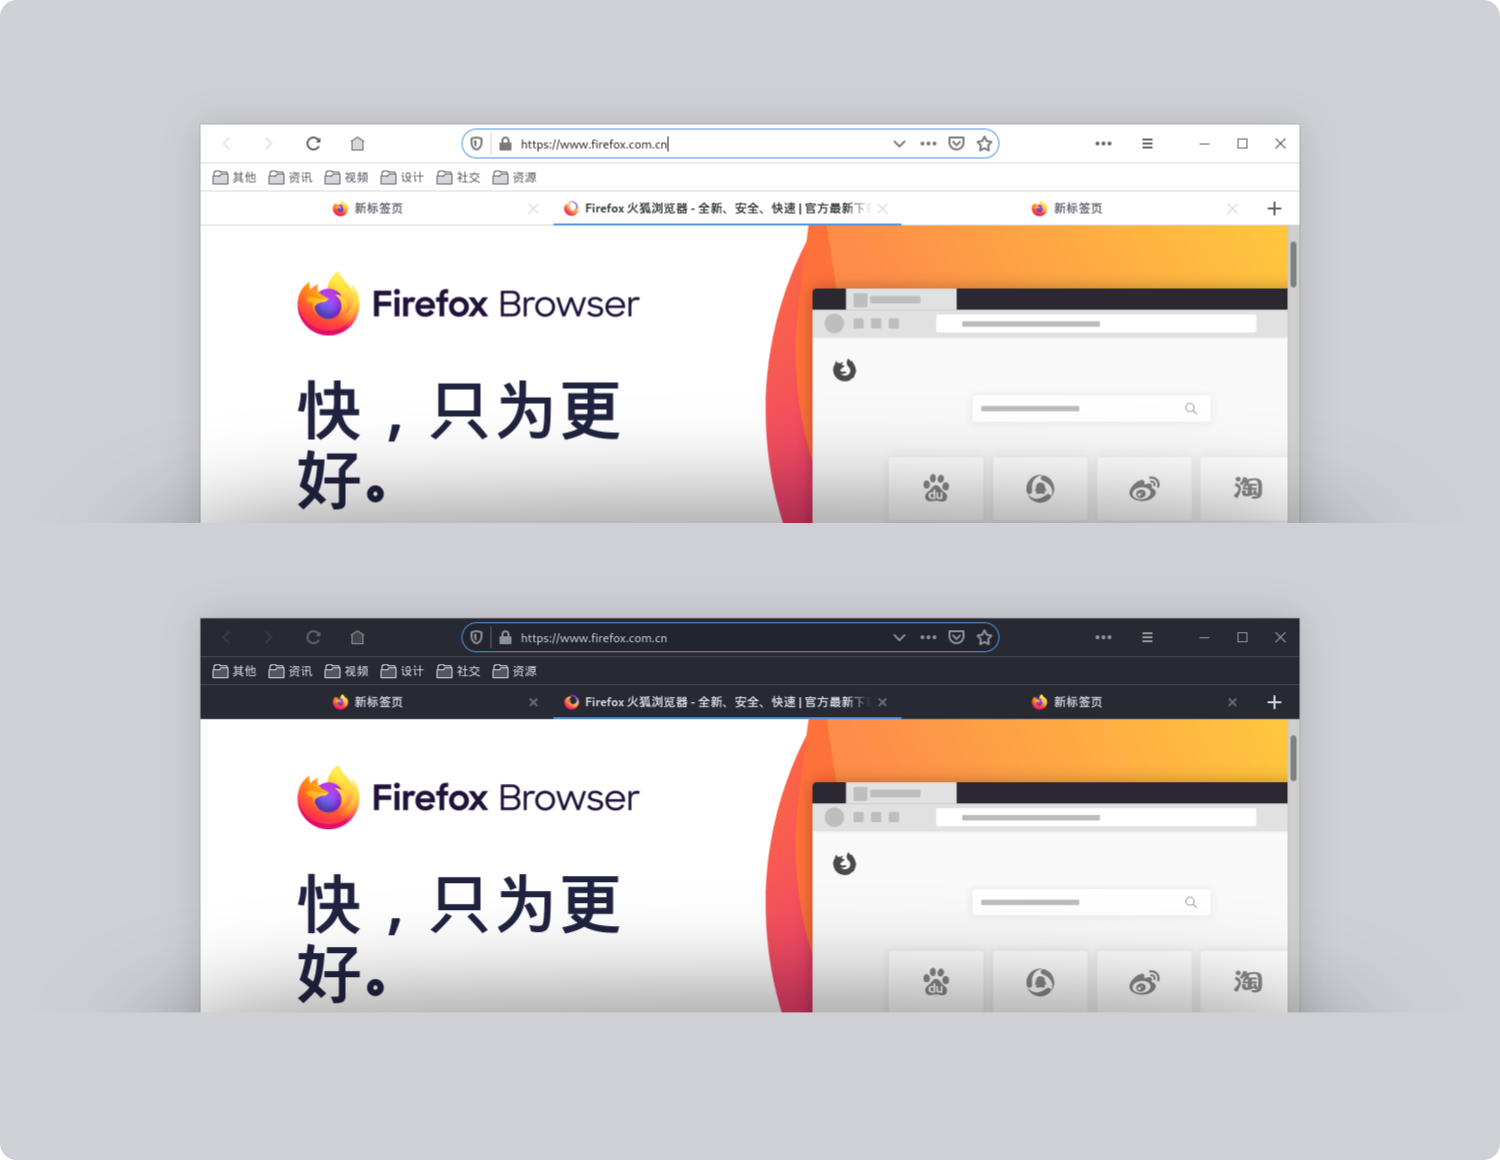 https://www.firefox.com.cn
其他 资讯 视频 设计 社交 资源
新标签页 Firefox 火狐浏览器 - 全新、安全、快速 | 官方最新下 新标签页
Firefox Browser
快，只为更
好。
du 淘
https://www.firefox.com.cn
其他 资讯 视频 设计 社交 资源
新标签页 Firefox 火狐浏览器 - 全新、安全、快速 | 官方最新下 新标签页
Firefox Browser
快，只为更
好。
du 淘